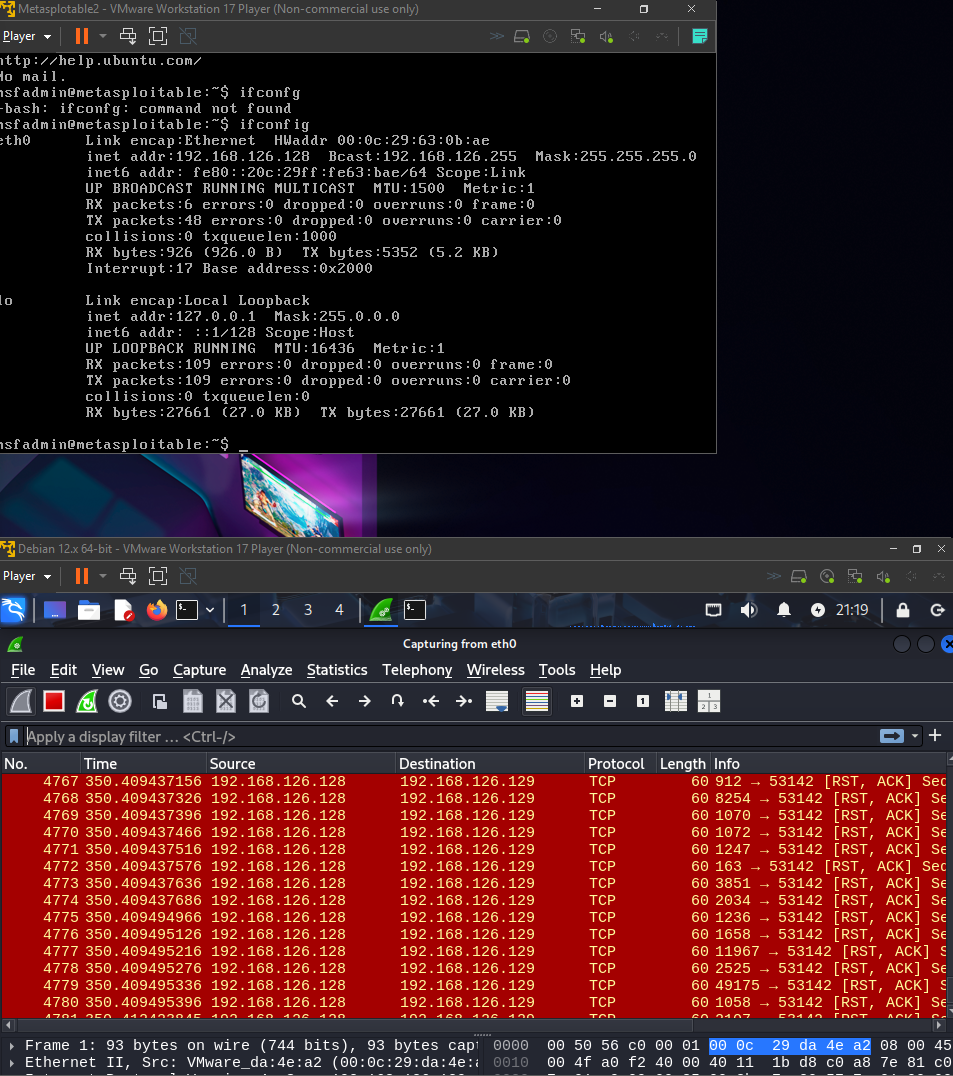 Metasplotable2 - VMware Workstation 17 Player (Non-commercial use only)
Player
http://help.ubuntu.com/
No mail.
msfadmin@metasploitable:~$ ifconfg
-bash: ifconfg: command not found
msfadmin@metasploitable:~$ ifconfig
eth0 Link encap:Ethernet HWaddr 00:0c:29:63:0b:ae
inet addr:192.168.126.128 Bcast:192.168.126.255 Mask:255.255.255.0
inet6 addr: fe80::20c:29ff:fe63:bae/64 Scope:Link
UP BROADCAST RUNNING MULTICAST MTU:1500 Metric:1
RX packets:6 errors:0 dropped:0 overruns:0 frame:0
TX packets:48 errors:0 dropped:0 overruns:0 carrier:0
collisions:0 txqueuelen:1000
RX bytes:926 (926.0 B) TX bytes:5352 (5.2 KB)
Interrupt:17 Base address:0x2000
lo Link encap:Local Loopback
inet addr:127.0.0.1 Mask:255.0.0.0
inet6 addr: ::1/128 Scope:Host
UP LOOPBACK RUNNING MTU:16436 Metric:1
RX packets:109 errors:0 dropped:0 overruns:0 frame:0
TX packets:109 errors:0 dropped:0 overruns:0 carrier:0
collisions:0 txqueuelen:0
RX bytes:27661 (27.0 KB) TX bytes:27661 (27.0 KB)
msfadmin@metasploitable:~$ _
Debian 12.x 64-bit - VMware Workstation 17 Player (Non-commercial use only)
Player
1 2 3 4 21:19
Capturing from eth0
File Edit View Go Capture Analyze Statistics Telephony Wireless Tools Help
Apply a display filter … <Ctrl-/>
No. Time Source Destination Protocol Length Info
4767 350.409437156 192.168.126.128 192.168.126.129 TCP 60 912 → 53142 [RST, ACK] Seq
4768 350.409437326 192.168.126.128 192.168.126.129 TCP 60 8254 → 53142 [RST, ACK] Se
4769 350.409437396 192.168.126.128 192.168.126.129 TCP 60 1070 → 53142 [RST, ACK] Se
4770 350.409437466 192.168.126.128 192.168.126.129 TCP 60 1072 → 53142 [RST, ACK] Se
4771 350.409437516 192.168.126.128 192.168.126.129 TCP 60 1247 → 53142 [RST, ACK] Se
4772 350.409437576 192.168.126.128 192.168.126.129 TCP 60 163 → 53142 [RST, ACK] Seq
4773 350.409437636 192.168.126.128 192.168.126.129 TCP 60 3851 → 53142 [RST, ACK] Se
4774 350.409437686 192.168.126.128 192.168.126.129 TCP 60 2034 → 53142 [RST, ACK] Se
4775 350.409494966 192.168.126.128 192.168.126.129 TCP 60 1236 → 53142 [RST, ACK] Se
4776 350.409495126 192.168.126.128 192.168.126.129 TCP 60 1658 → 53142 [RST, ACK] Se
4777 350.409495216 192.168.126.128 192.168.126.129 TCP 60 11967 → 53142 [RST, ACK] S
4778 350.409495276 192.168.126.128 192.168.126.129 TCP 60 2525 → 53142 [RST, ACK] Se
4779 350.409495336 192.168.126.128 192.168.126.129 TCP 60 49175 → 53142 [RST, ACK] S
4780 350.409495396 192.168.126.128 192.168.126.129 TCP 60 1058 → 53142 [RST, ACK] Se
Frame 1: 93 bytes on wire (744 bits), 93 bytes cap 0000 00 50 56 c0 00 01 00 0c 29 da 4e a2 08 00 45
Ethernet II, Src: VMware_da:4e:a2 (00:0c:29:da:4e:a 0010 00 4f a0 f2 40 00 40 11 1b d8 c0 a8 7e 81 c0